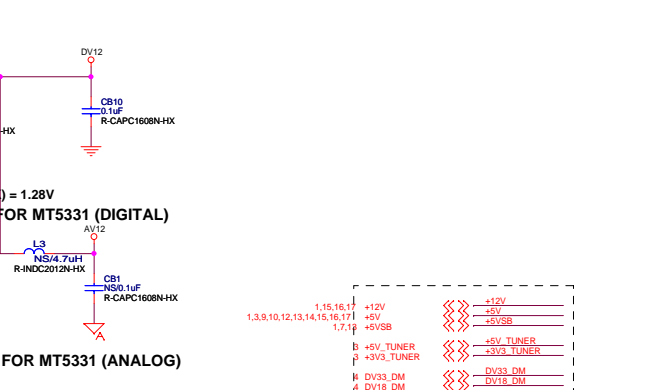 DV12
CB10
0.1uF
R-CAPC1608N-HX
-HX
) = 1.28V
FOR MT5331 (DIGITAL)
AV12
L3
NS/4.7uH
R-INDC2012N-HX
CB1
NS/0.1uF
R-CAPC1608N-HX
A
FOR MT5331 (ANALOG)
1,15,16,17 +12V +12V
1,3,9,10,12,13,14,15,16,17 +5V +5V
1,7,13 +5VSB +5VSB
3 +5V_TUNER +5V_TUNER
3 +3V3_TUNER +3V3_TUNER
4 DV33_DM DV33_DM
4 DV18_DM DV18_DM